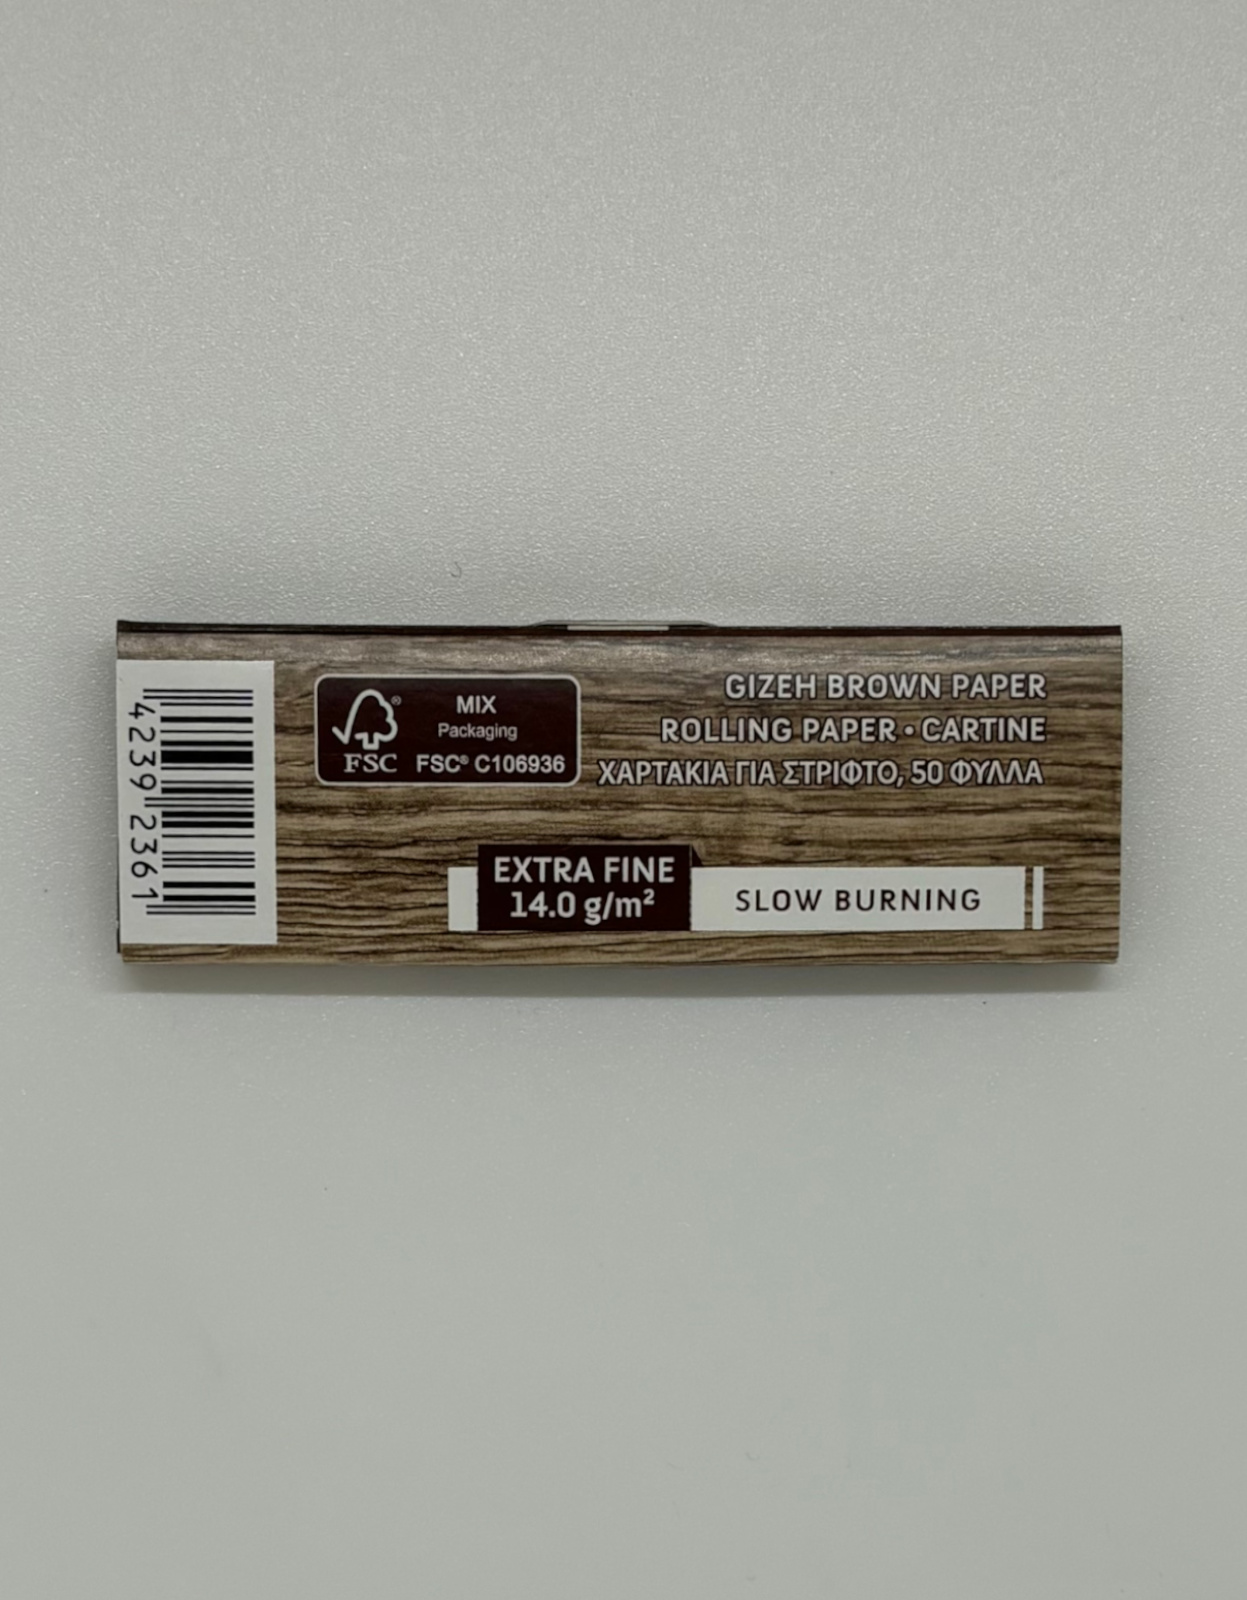 4239 2361
MIX
Packaging
FSC® C106936
FSC
GIZEH BROWN PAPER
ROLLING PAPER • CARTINE
ΧΑΡΤΑΚΙΑ ΓΙΑ ΣΤΡΙΦΤΟ, 50 ΦΥΛΛΑ
EXTRA FINE
14.0 g/m²
SLOW BURNING